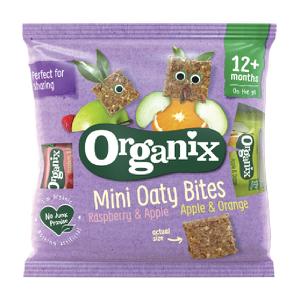 Perfect for
sharing
12+
months
On the go
Organix
Mini Oaty Bites
Raspberry & Apple
Apple & Orange
actual
size
No Junk
Promise